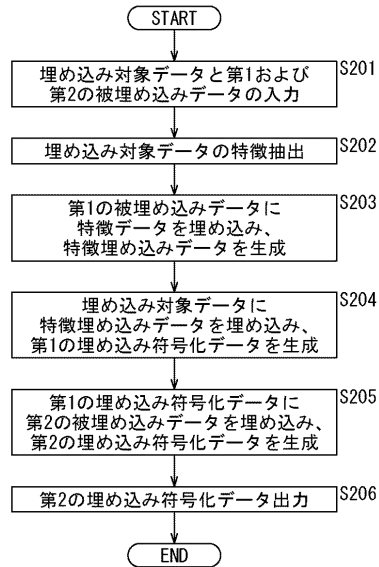 START
埋め込み対象データと第1および
第2の被埋め込みデータの入力
S201
埋め込み対象データの特徴抽出
S202
第1の被埋め込みデータに
特徴データを埋め込み、
特徴埋め込みデータを生成
S203
埋め込み対象データに
特徴埋め込みデータを埋め込み、
第1の埋め込み符号化データを生成
S204
第1の埋め込み符号化データに
第2の被埋め込みデータを埋め込み、
第2の埋め込み符号化データを生成
S205
第2の埋め込み符号化データ出力
S206
END